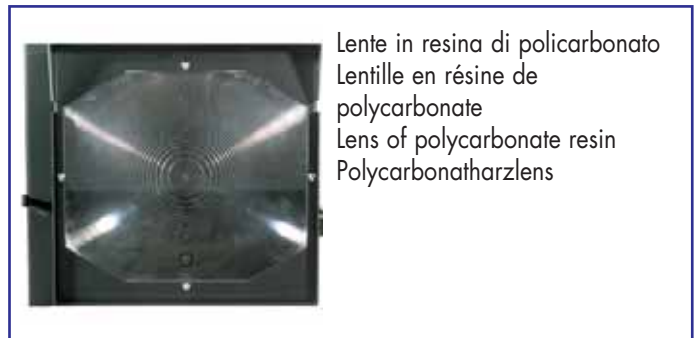 Lente in resina di policarbonato
Lentille en résine de
polycarbonate
Lens of polycarbonate resin
Polycarbonatharzlens